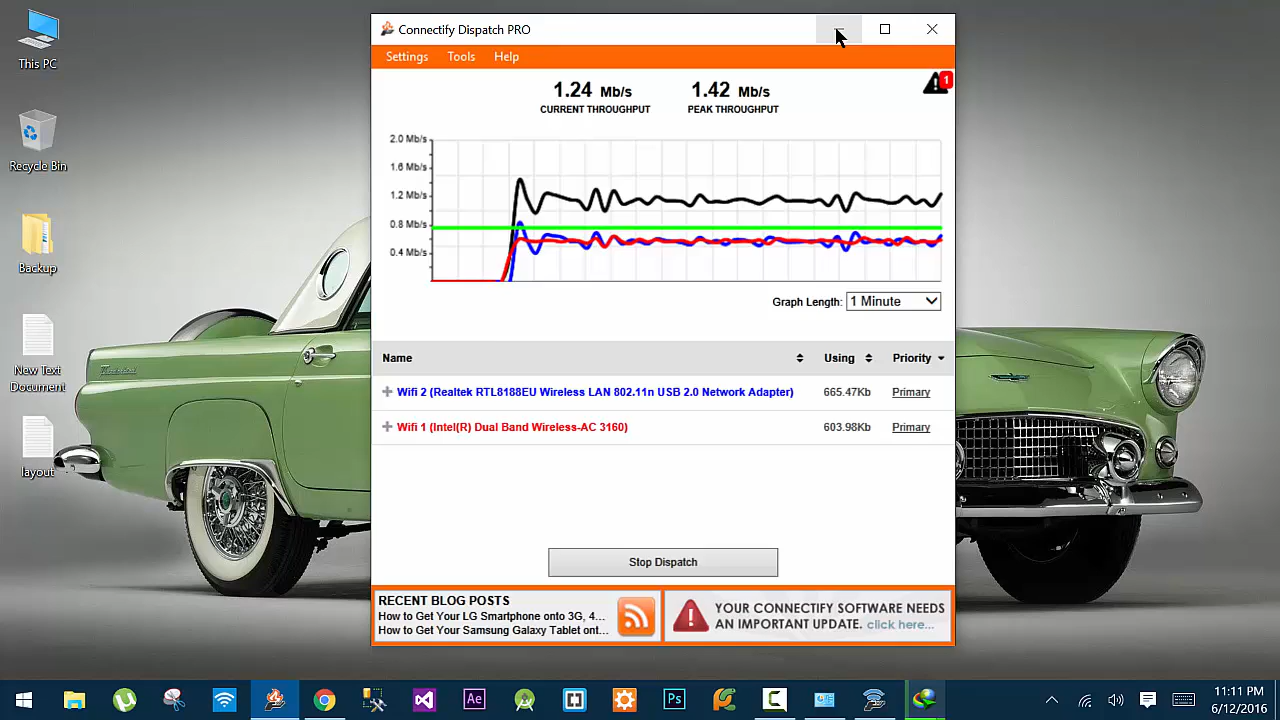 This PC
Recycle Bin
Backup
New Text
Document
layout
Connectify Dispatch PRO
Settings Tools Help
1.24 Mb/s
CURRENT THROUGHPUT
1.42 Mb/s
PEAK THROUGHPUT
1
2.0 Mb/s
1.6 Mb/s
1.2 Mb/s
0.8 Mb/s
0.4 Mb/s
Graph Length: 1 Minute
Name Using Priority
Wifi 2 (Realtek RTL8188EU Wireless LAN 802.11n USB 2.0 Network Adapter) 665.47Kb Primary
Wifi 1 (Intel(R) Dual Band Wireless-AC 3160) 603.98Kb Primary
Stop Dispatch
RECENT BLOG POSTS
How to Get Your LG Smartphone onto 3G, 4...
How to Get Your Samsung Galaxy Tablet ont...
YOUR CONNECTIFY SOFTWARE NEEDS
AN IMPORTANT UPDATE. click here...
Ae
Ps
11:11 PM
6/12/2016